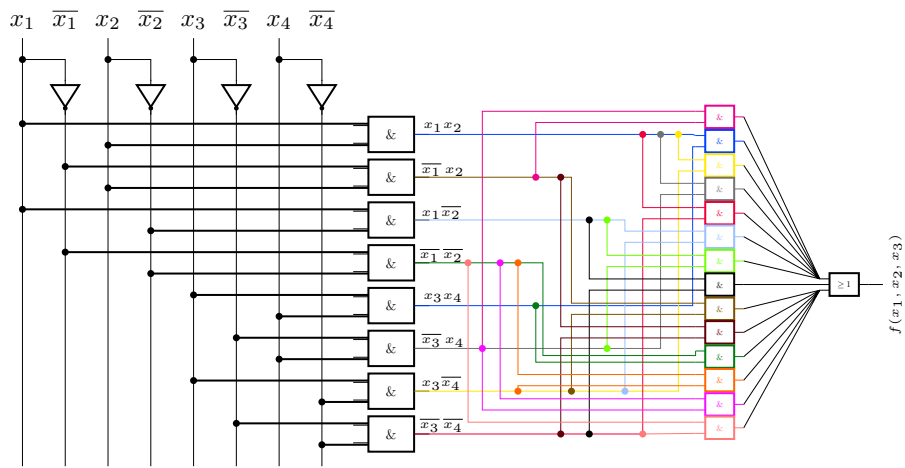 x₁ x̅₁ x₂ x̅₂ x₃ x̅₃ x₄ x̅₄
& x₁x₂
& x̅₁ x₂
& x₁x̅₂
& x̅₁ x̅₂
& x₃x₄
& x̅₃ x₄
& x₃x̅₄
& x̅₃ x̅₄
&
&
&
&
&
&
&
&
&
&
&
&
&
&
≥ 1
f(x₁, x₂, x₃)